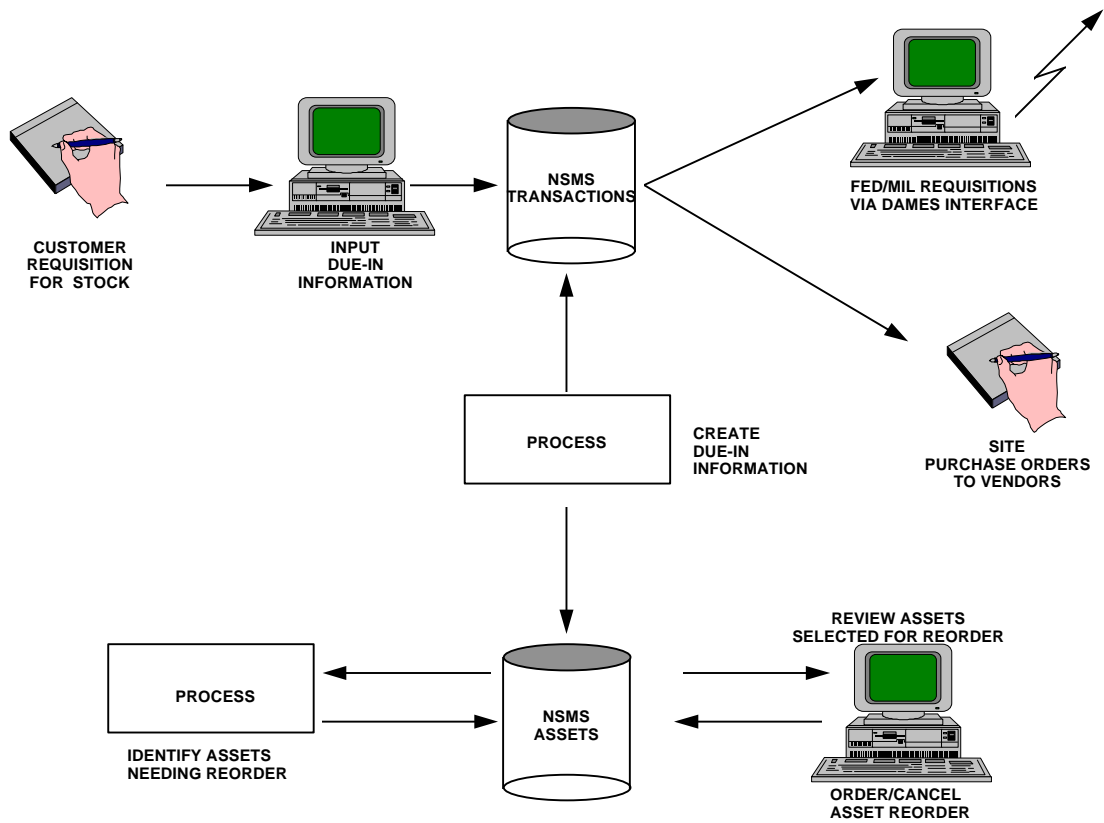 CUSTOMER
REQUISITION
FOR STOCK
INPUT
DUE-IN
INFORMATION
NSMS
TRANSACTIONS
FED/MIL REQUISITIONS
VIA DAMES INTERFACE
SITE
PURCHASE ORDERS
TO VENDORS
PROCESS
CREATE
DUE-IN
INFORMATION
PROCESS
IDENTIFY ASSETS
NEEDING REORDER
NSMS
ASSETS
REVIEW ASSETS
SELECTED FOR REORDER
ORDER/CANCEL
ASSET REORDER